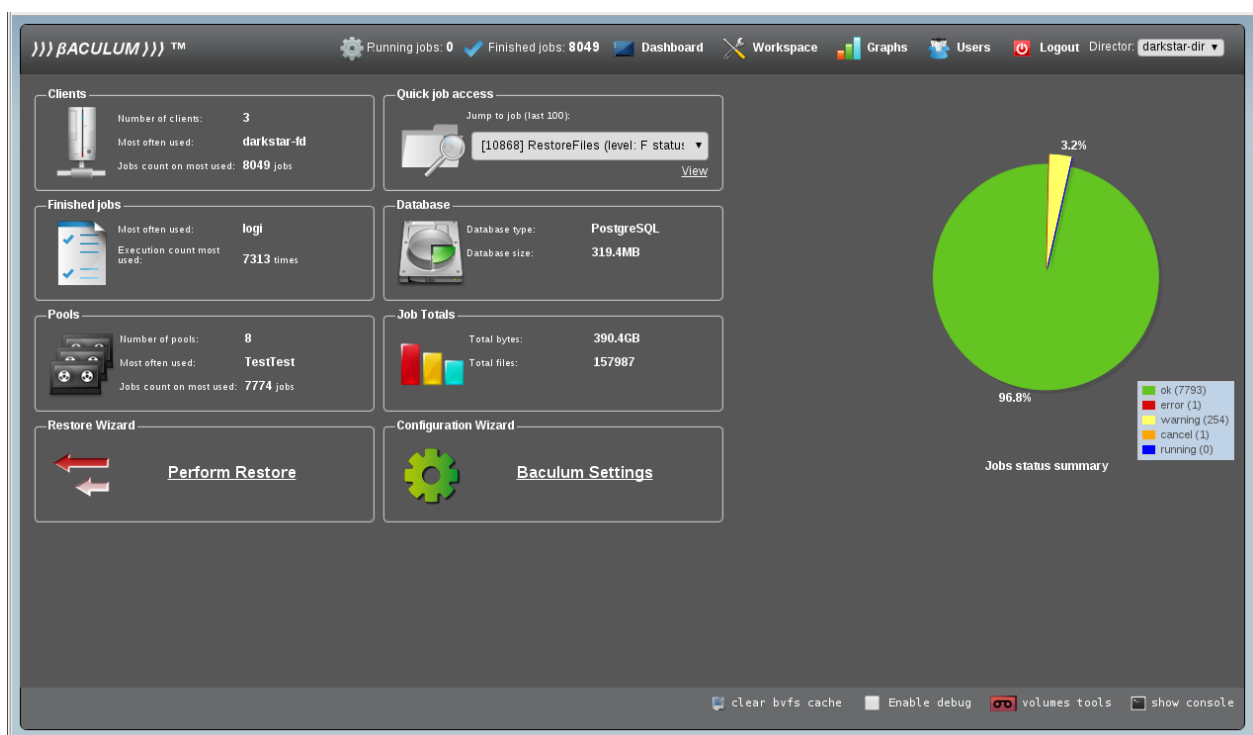 ))) βACULUM ))) ™
Running jobs: 0 Finished jobs: 8049 Dashboard Workspace Graphs Users Logout Director: darkstar-dir
Clients
Number of clients: 3
Most often used: darkstar-fd
Jobs count on most used: 8049 jobs
Quick job access
Jump to job (last 100):
[10868] RestoreFiles (level: F status
View
Finished jobs
Most often used: logi
Execution count most
used: 7313 times
Database
Database type: PostgreSQL
Database size: 319.4MB
Pools
Number of pools: 8
Most often used: TestTest
Jobs count on most used: 7774 jobs
Job Totals
Total bytes: 390.4GB
Total files: 157987
Restore Wizard
Perform Restore
Configuration Wizard
Baculum Settings
3.2%
96.8%
ok (7793)
error (1)
warning (254)
cancel (1)
running (0)
Jobs status summary
clear bvfs cache Enable debug volumes tools show console